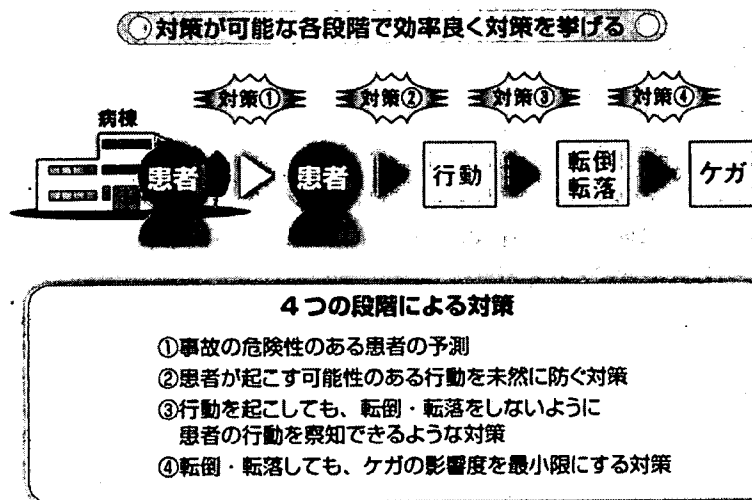 対策が可能な各段階で効率良く対策を挙げる
対策① 対策② 対策③ 対策④
病棟
患者 患者 行動 転倒 ケガ
転落
4つの段階による対策
①事故の危険性のある患者の予測
②患者が起こす可能性のある行動を未然に防ぐ対策
③行動を起こしても、転倒・転落をしないように
患者の行動を察知できるような対策
④転倒・転落しても、ケガの影響度を最小限にする対策